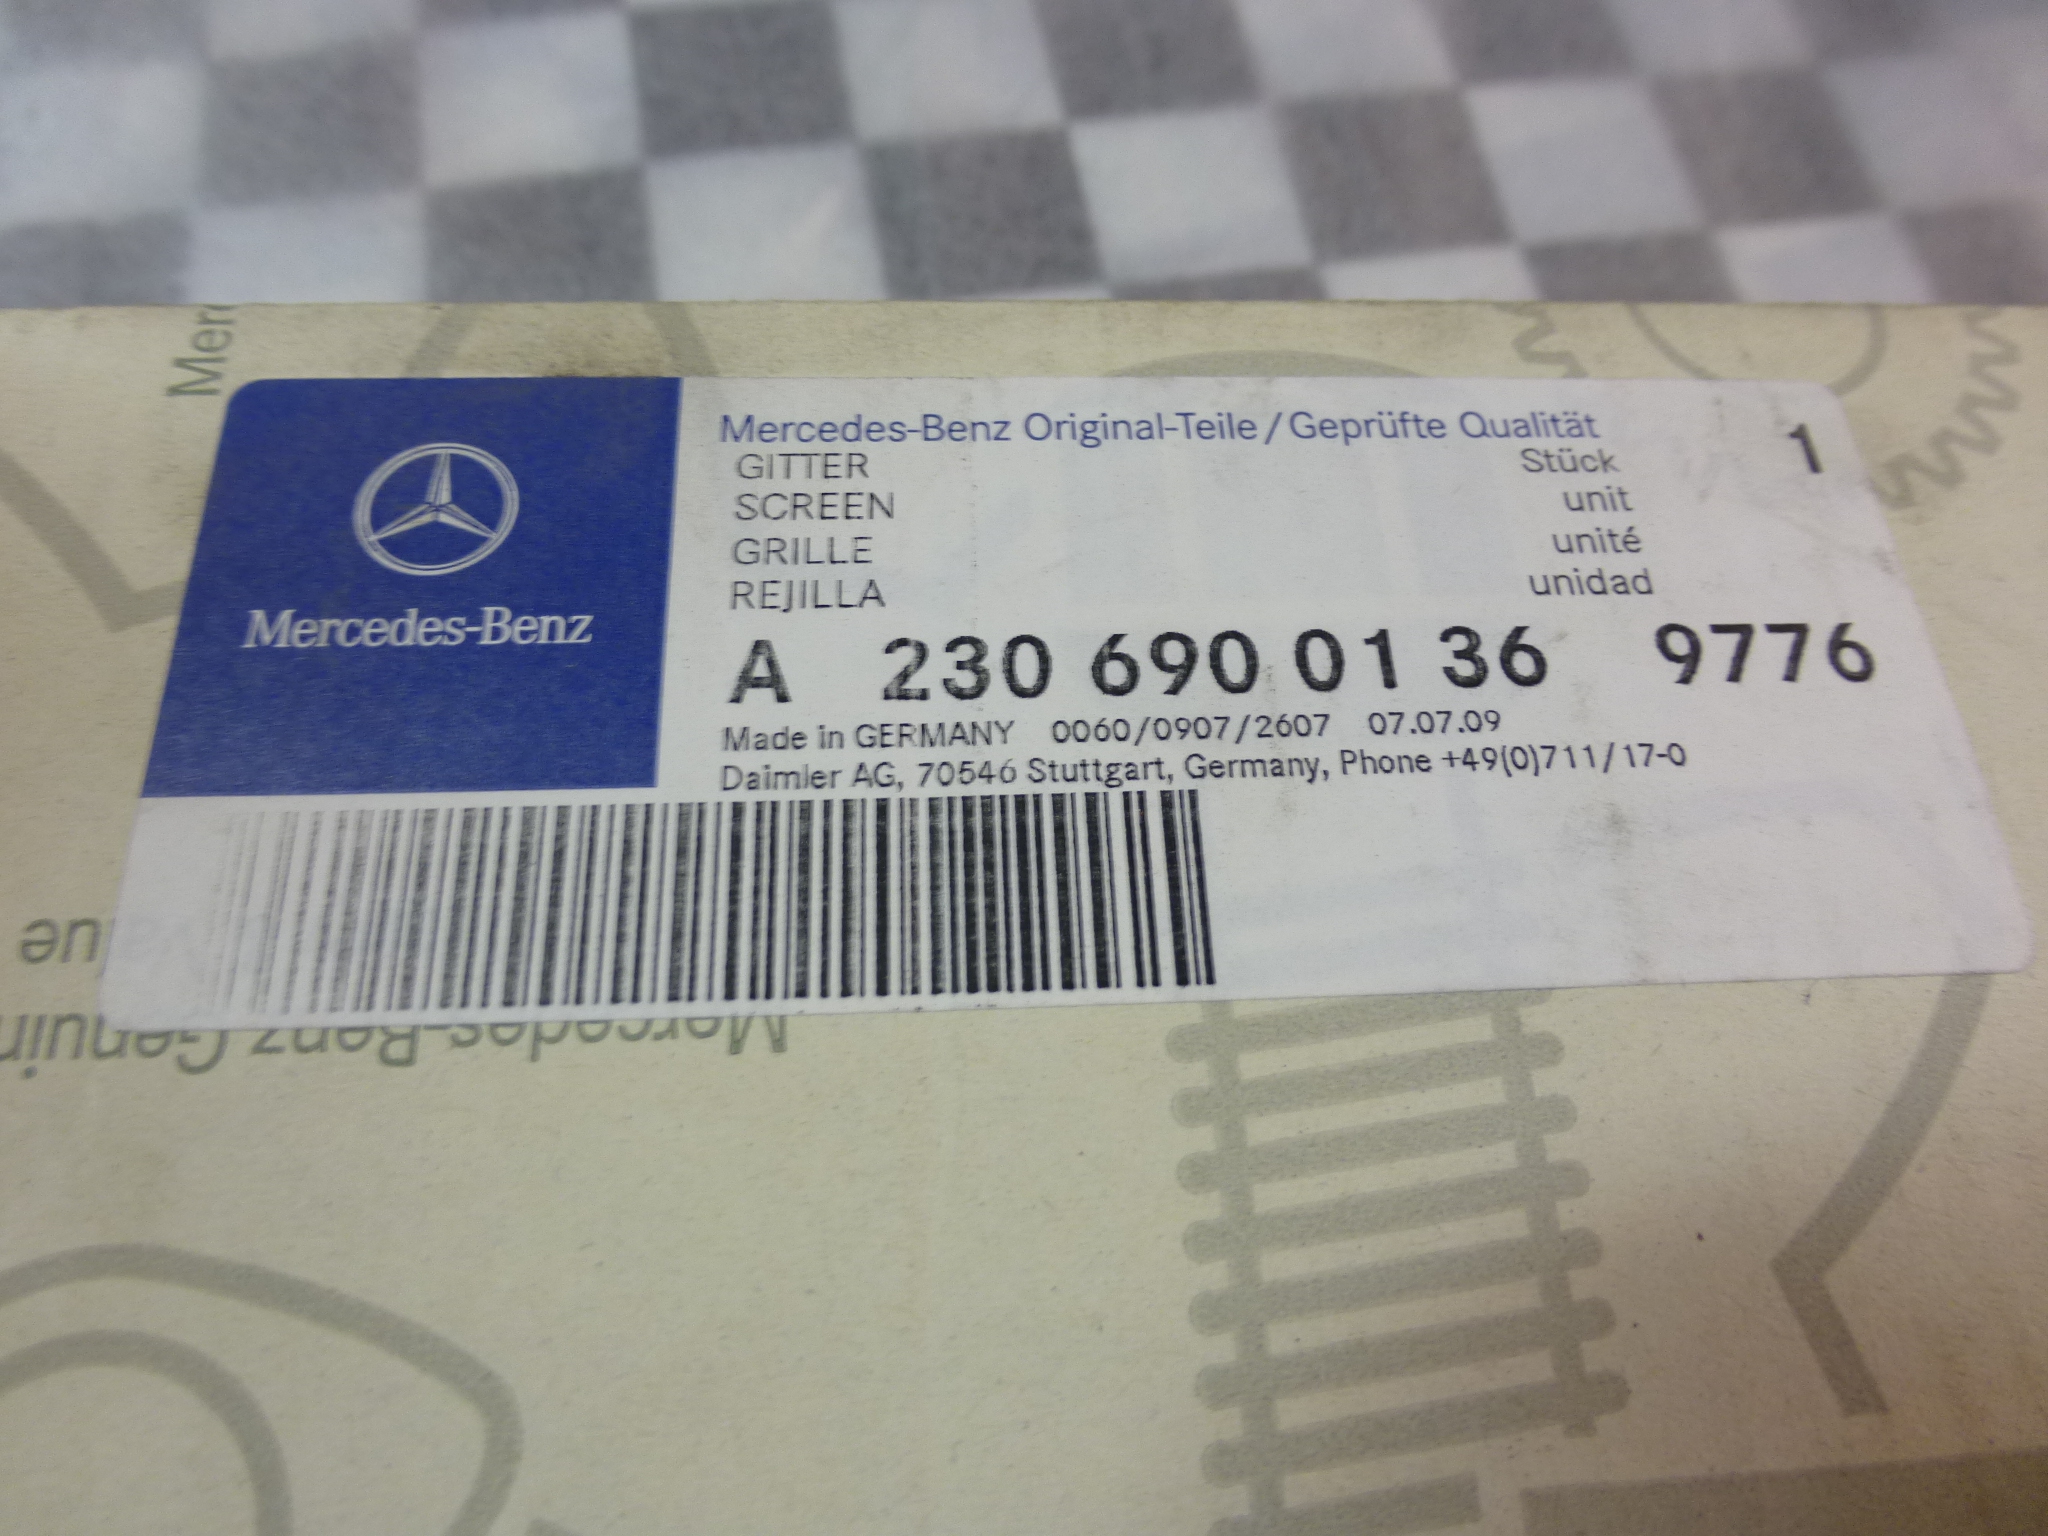 Mer
Mercedes-Benz
Mercedes-Benz Original-Teile / Geprüfte Qualität
GITTER Stück 1
SCREEN unit
GRILLE unité
REJILLA unidad
A 230 690 01 36 9776
Made in GERMANY 0060/0907/2607 07.07.09
Daimler AG, 70546 Stuttgart, Germany, Phone +49(0)711/17-0
Mercedes-Benz Genuin